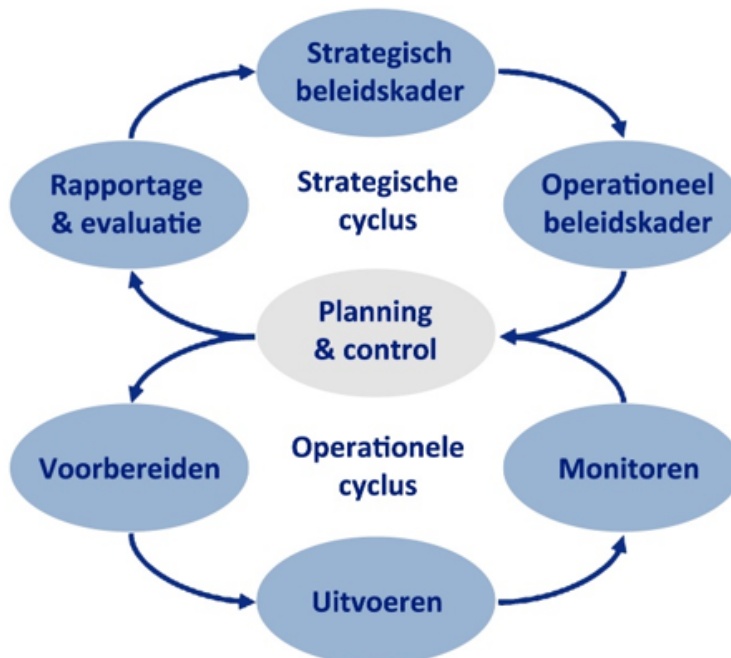 Strategisch
beleidskader
Rapportage
& evaluatie
Strategische
cyclus
Operationeel
beleidskader
Planning
& control
Voorbereiden
Operationele
cyclus
Monitoren
Uitvoeren